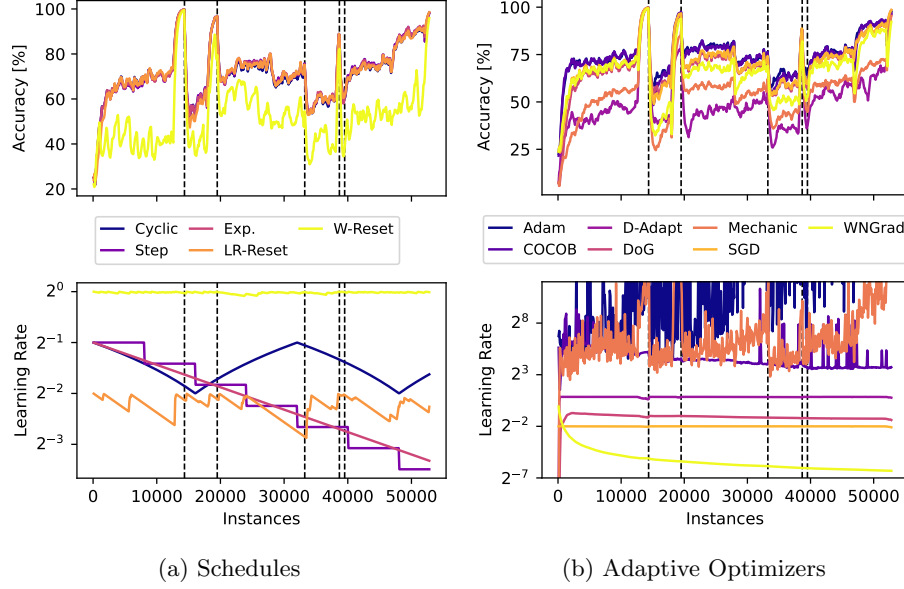 100
80
60
40
20
Accuracy [%]
Cyclic
Step
Exp.
LR-Reset
W-Reset
2^0
2^-1
2^-2
2^-3
Learning Rate
0 10000 20000 30000 40000 50000
Instances
(a) Schedules
100
75
50
25
Accuracy [%]
Adam
COCOB
D-Adapt
DoG
Mechanic
SGD
WNGrad
2^8
2^3
2^-2
2^-7
Learning Rate
0 10000 20000 30000 40000 50000
Instances
(b) Adaptive Optimizers